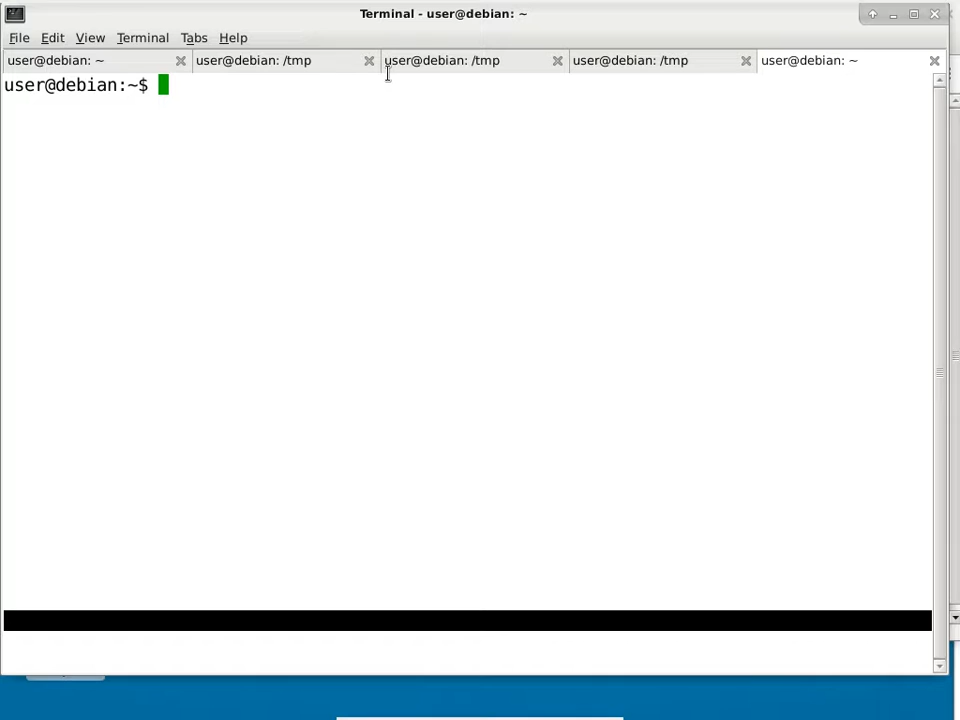 Terminal - user@debian: ~
File Edit View Terminal Tabs Help
user@debian: ~ user@debian: /tmp user@debian: /tmp user@debian: /tmp user@debian: ~
user@debian:~$